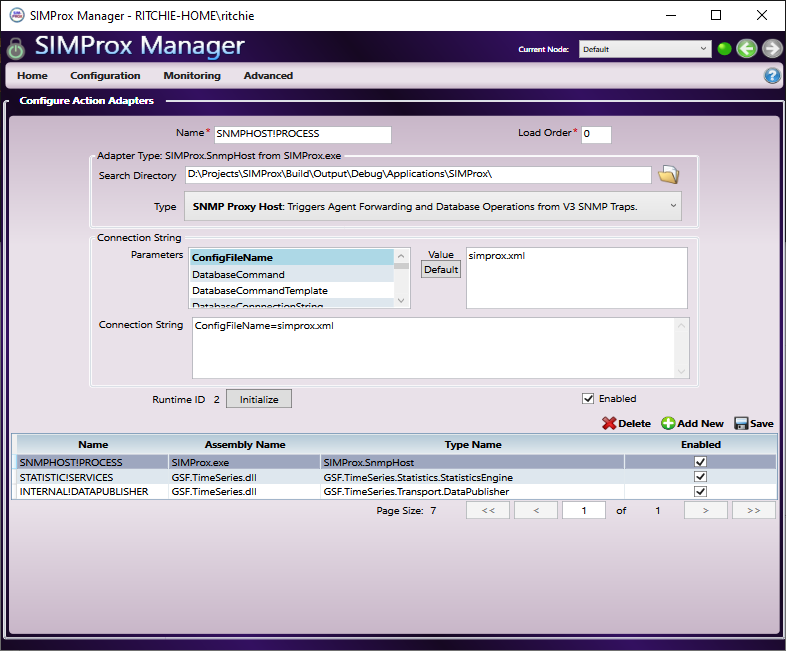 SIMProx Manager - RITCHIE-HOME\ritchie
SIMProx Manager
Current Node: Default
Home Configuration Monitoring Advanced
Configure Action Adapters
Name* SNMPHOST!PROCESS Load Order* 0
Adapter Type: SIMProx.SnmpHost from SIMProx.exe
Search Directory D:\Projects\SIMProx\Build\Output\Debug\Applications\SIMProx\
Type SNMP Proxy Host: Triggers Agent Forwarding and Database Operations from V3 SNMP Traps.
Connection String
Parameters ConfigFileName Value simprox.xml
DatabaseCommand Default
DatabaseCommandTemplate
DatabaseConnnectionString
Connection String ConfigFileName=simprox.xml
Runtime ID 2 Initialize Enabled
Delete Add New Save
Name Assembly Name Type Name Enabled
SNMPHOST!PROCESS SIMProx.exe SIMProx.SnmpHost
STATISTIC!SERVICES GSF.TimeSeries.dll GSF.TimeSeries.Statistics.StatisticsEngine
INTERNAL!DATAPUBLISHER GSF.TimeSeries.dll GSF.TimeSeries.Transport.DataPublisher
Page Size: 7 << < 1 of 1 > >>